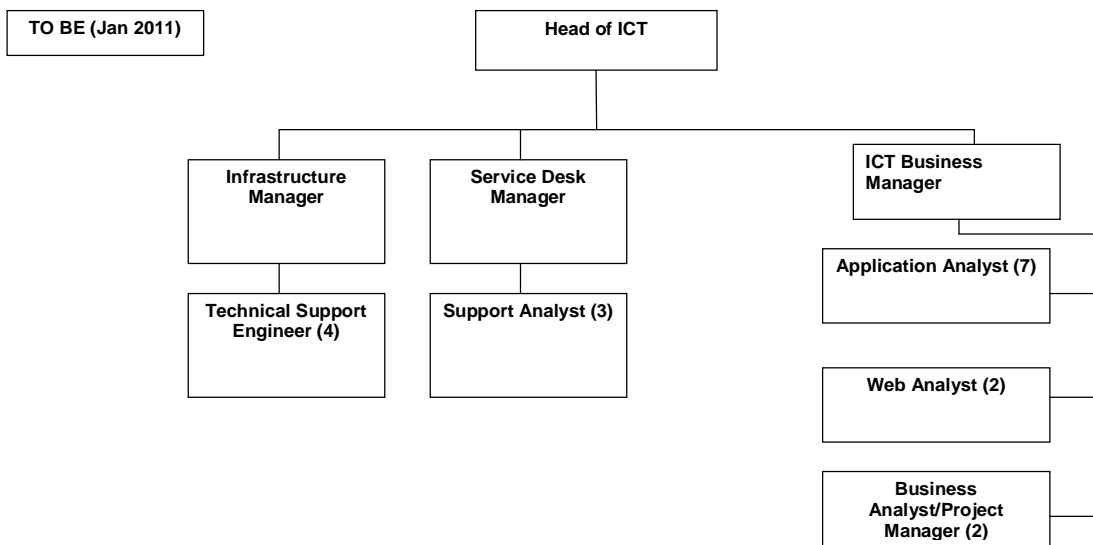 TO BE (Jan 2011)
Head of ICT
Infrastructure
Manager
Service Desk
Manager
ICT Business
Manager
Technical Support
Engineer (4)
Support Analyst (3)
Application Analyst (7)
Web Analyst (2)
Business
Analyst/Project
Manager (2)